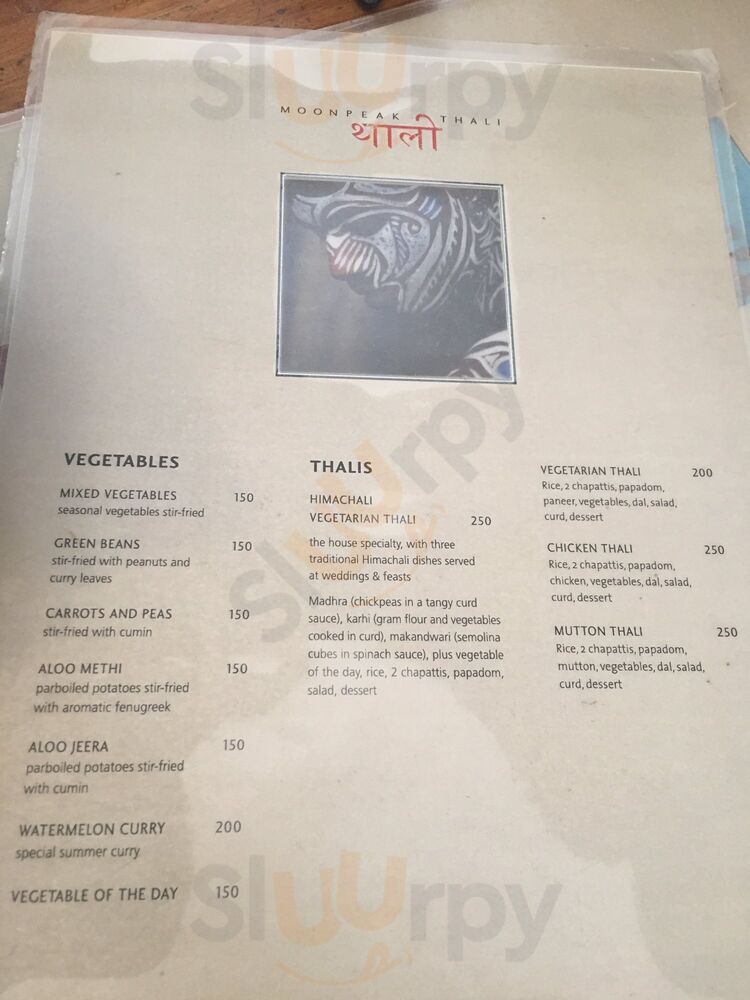 MOONPEAK THALI
थाली
VEGETABLES
MIXED VEGETABLES 150
seasonal vegetables stir-fried
GREEN BEANS 150
stir-fried with peanuts and
curry leaves
CARROTS AND PEAS 150
stir-fried with cumin
ALOO METHI 150
parboiled potatoes stir-fried
with aromatic fenugreek
ALOO JEERA 150
parboiled potatoes stir-fried
with cumin
WATERMELON CURRY 200
special summer curry
VEGETABLE OF THE DAY 150
THALIS
HIMACHALI
VEGETARIAN THALI 250
the house specialty, with three
traditional Himachali dishes served
at weddings & feasts
Madhra (chickpeas in a tangy curd
sauce), karhi (gram flour and vegetables
cooked in curd), makandwari (semolina
cubes in spinach sauce), plus vegetable
of the day, rice, 2 chapattis, papadom,
salad, dessert
VEGETARIAN THALI 200
Rice, 2 chapattis, papadom,
paneer, vegetables, dal, salad,
curd, dessert
CHICKEN THALI 250
Rice, 2 chapattis, papadom,
chicken, vegetables, dal, salad,
curd, dessert
MUTTON THALI 250
Rice, 2 chapattis, papadom,
mutton, vegetables, dal, salad,
curd, dessert
Sluurpy
Sluurpy
Sluurpy